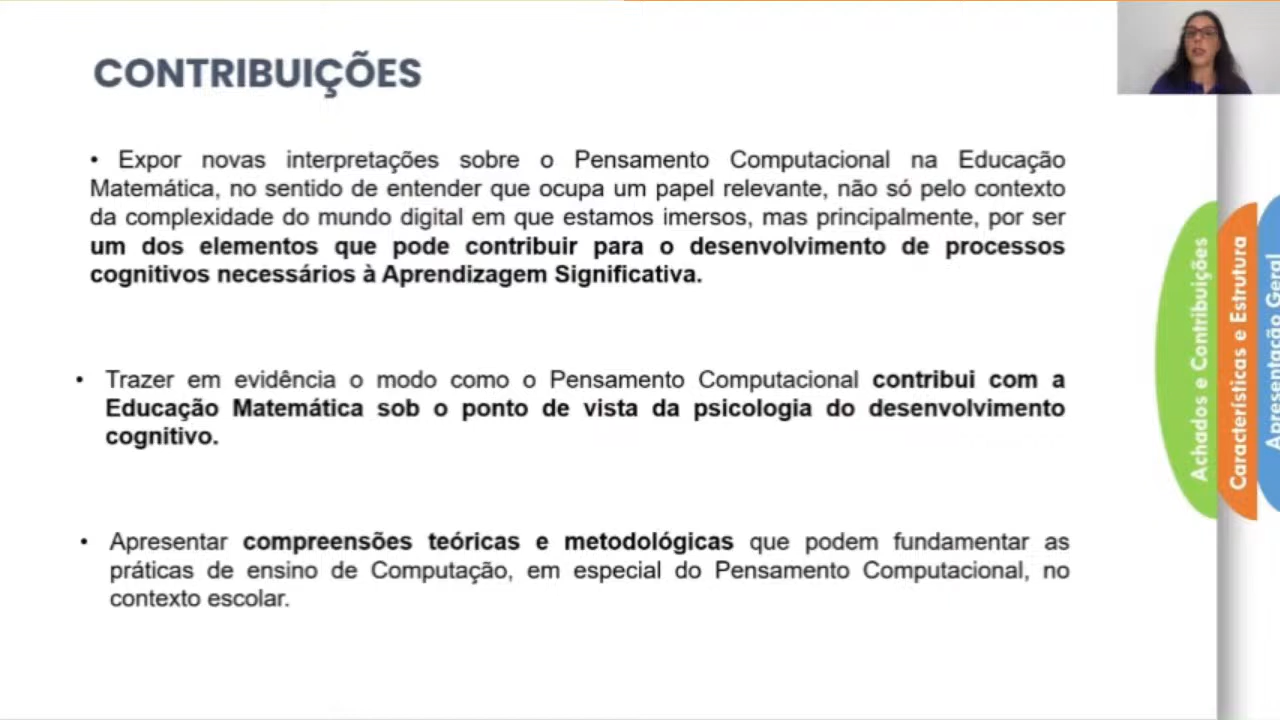 CONTRIBUIÇÕES
• Expor novas interpretações sobre o Pensamento Computacional na Educação
Matemática, no sentido de entender que ocupa um papel relevante, não só pelo contexto
da complexidade do mundo digital em que estamos imersos, mas principalmente, por ser
um dos elementos que pode contribuir para o desenvolvimento de processos
cognitivos necessários à Aprendizagem Significativa.
• Trazer em evidência o modo como o Pensamento Computacional contribui com a
Educação Matemática sob o ponto de vista da psicologia do desenvolvimento
cognitivo.
• Apresentar compreensões teóricas e metodológicas que podem fundamentar as
práticas de ensino de Computação, em especial do Pensamento Computacional, no
contexto escolar.
Achados e Contribuições
Características e Estrutura
Apresentação Geral